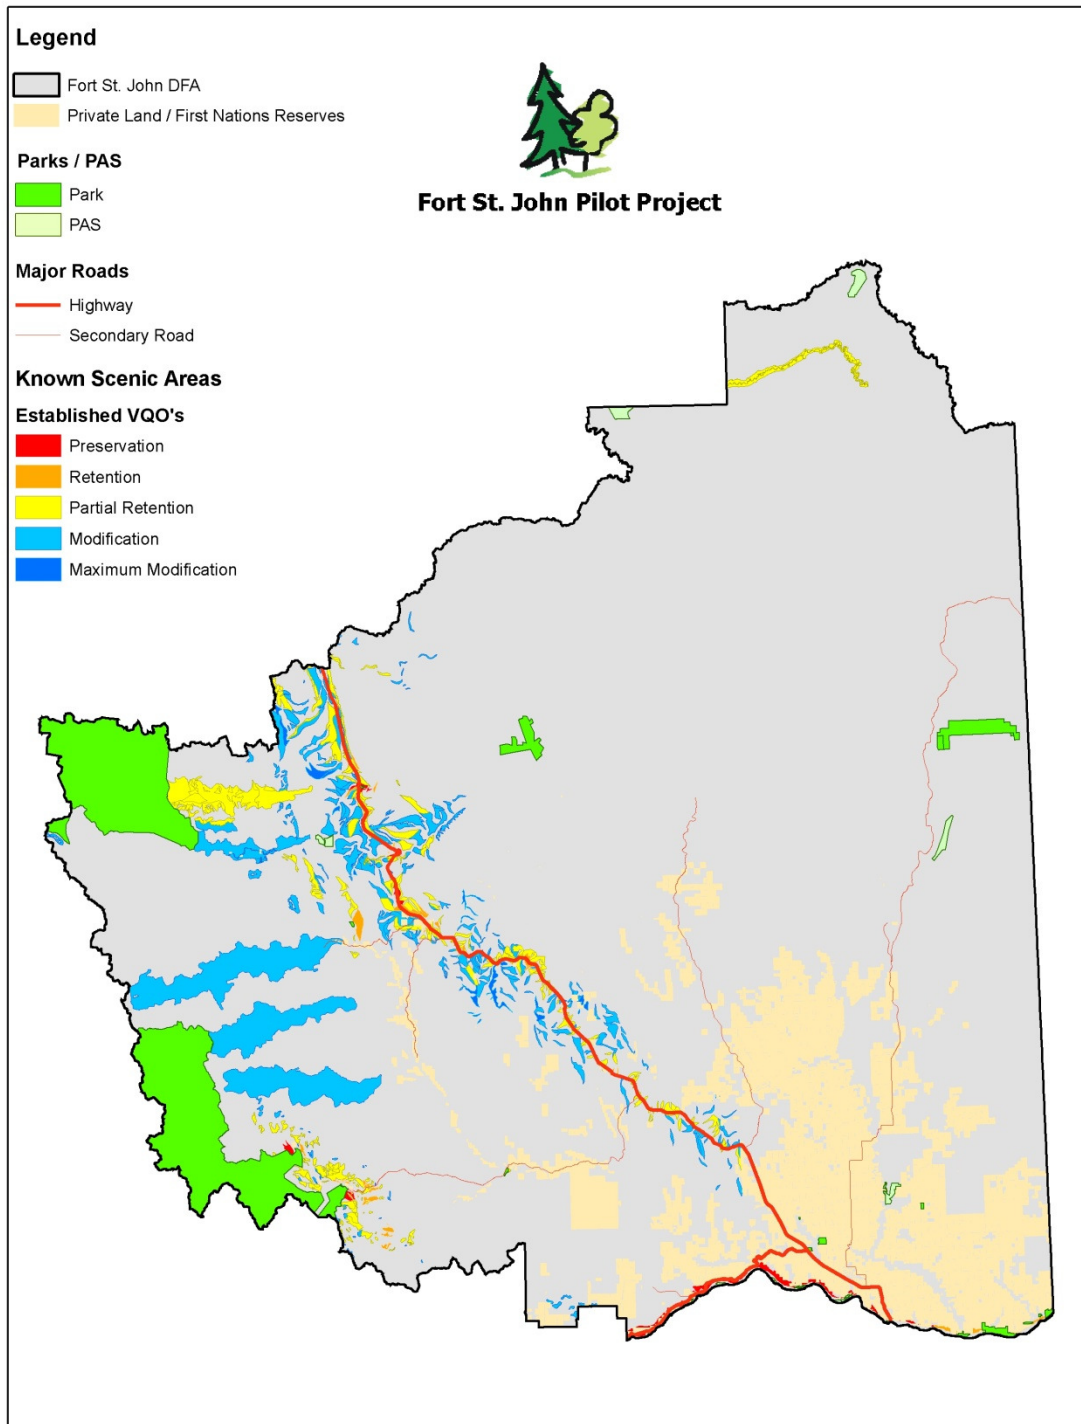 Legend
Fort St. John DFA
Private Land / First Nations Reserves
Parks / PAS
Park
PAS
Major Roads
Highway
Secondary Road
Known Scenic Areas
Established VQO's
Preservation
Retention
Partial Retention
Modification
Maximum Modification
Fort St. John Pilot Project